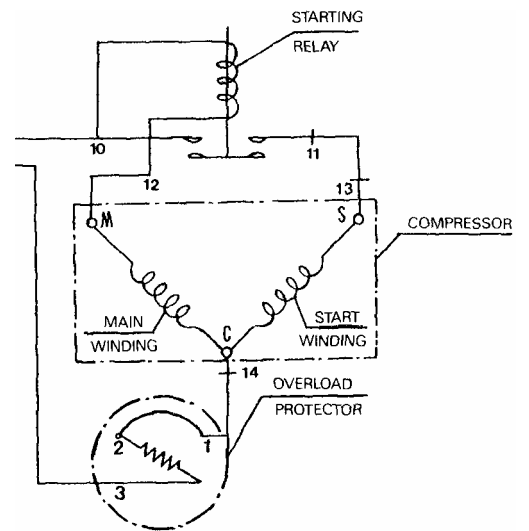 STARTING
RELAY
10
11
12
13
M
S
COMPRESSOR
MAIN
WINDING
START
WINDING
C
14
OVERLOAD
PROTECTOR
2
1
3